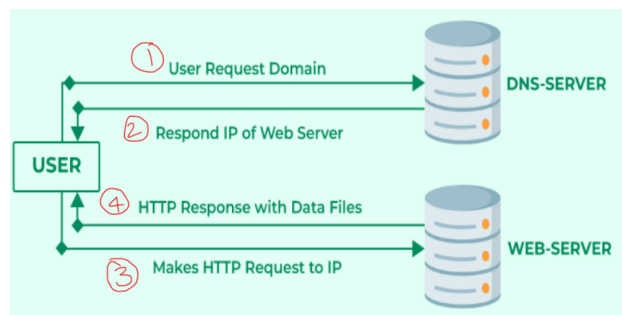 ① User Request Domain
DNS-SERVER
② Respond IP of Web Server
USER
④ HTTP Response with Data Files
WEB-SERVER
③ Makes HTTP Request to IP